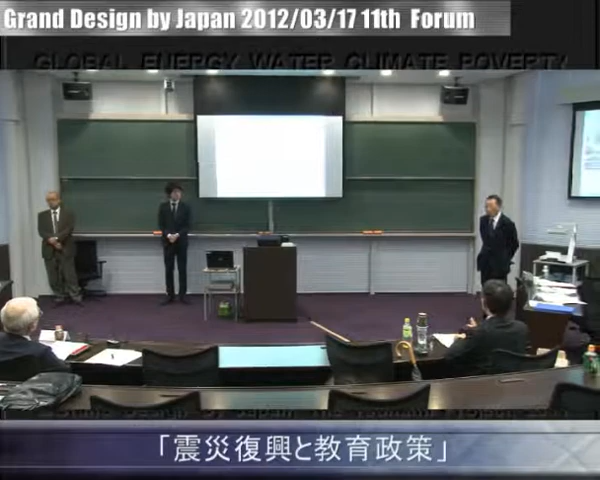 Grand Design by Japan 2012/03/17 11th Forum
GLOBAL ENERGY WATER CLIMATE POVERTY
「震災復興と教育政策」